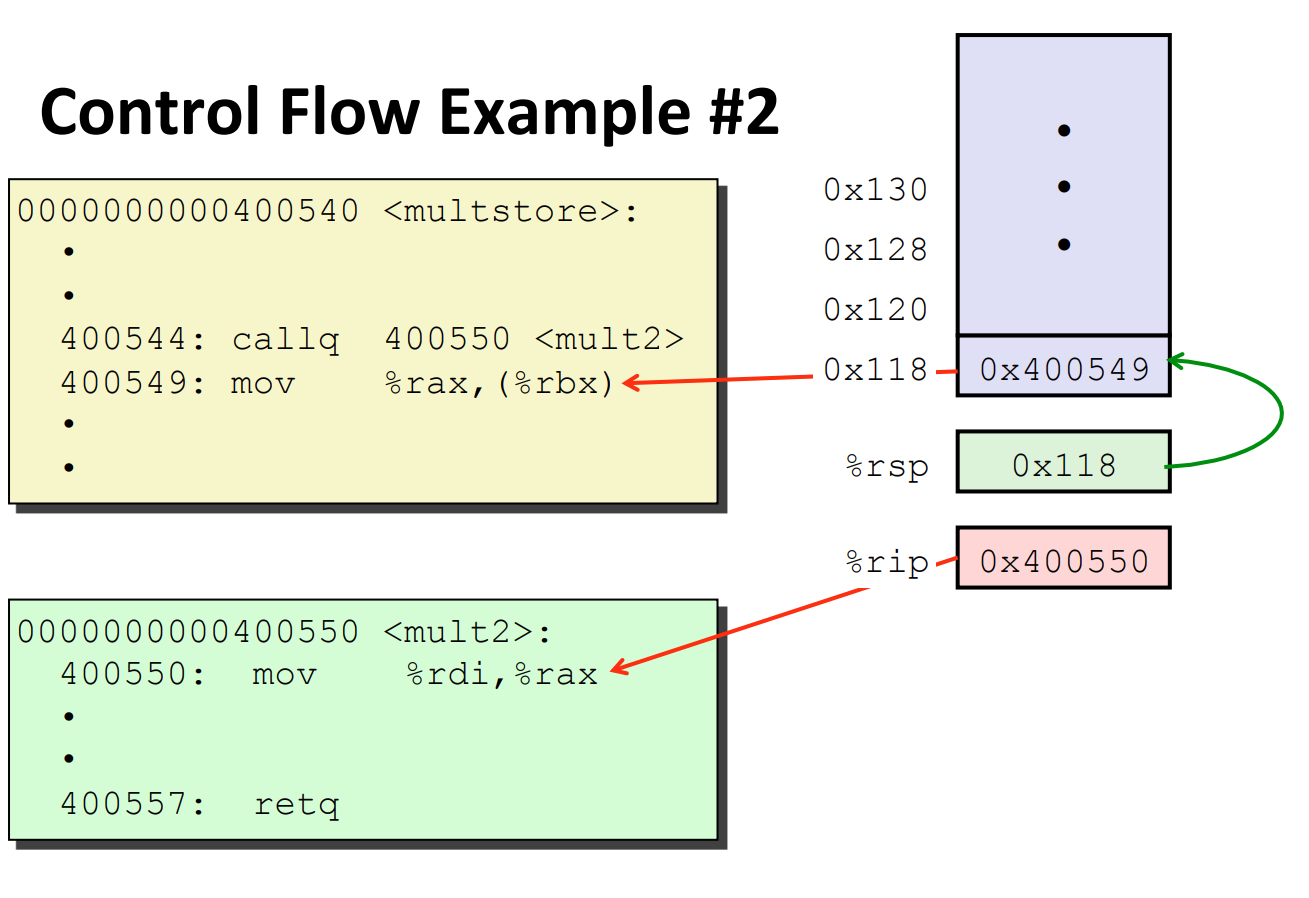 Control Flow Example #2
0000000000400540 <multstore>:
•
•
400544: callq 400550 <mult2>
400549: mov %rax,(%rbx)
•
•
0000000000400550 <mult2>:
400550: mov %rdi,%rax
•
•
400557: retq
•
•
•
0x130
0x128
0x120
0x118 0x400549
%rsp 0x118
%rip 0x400550